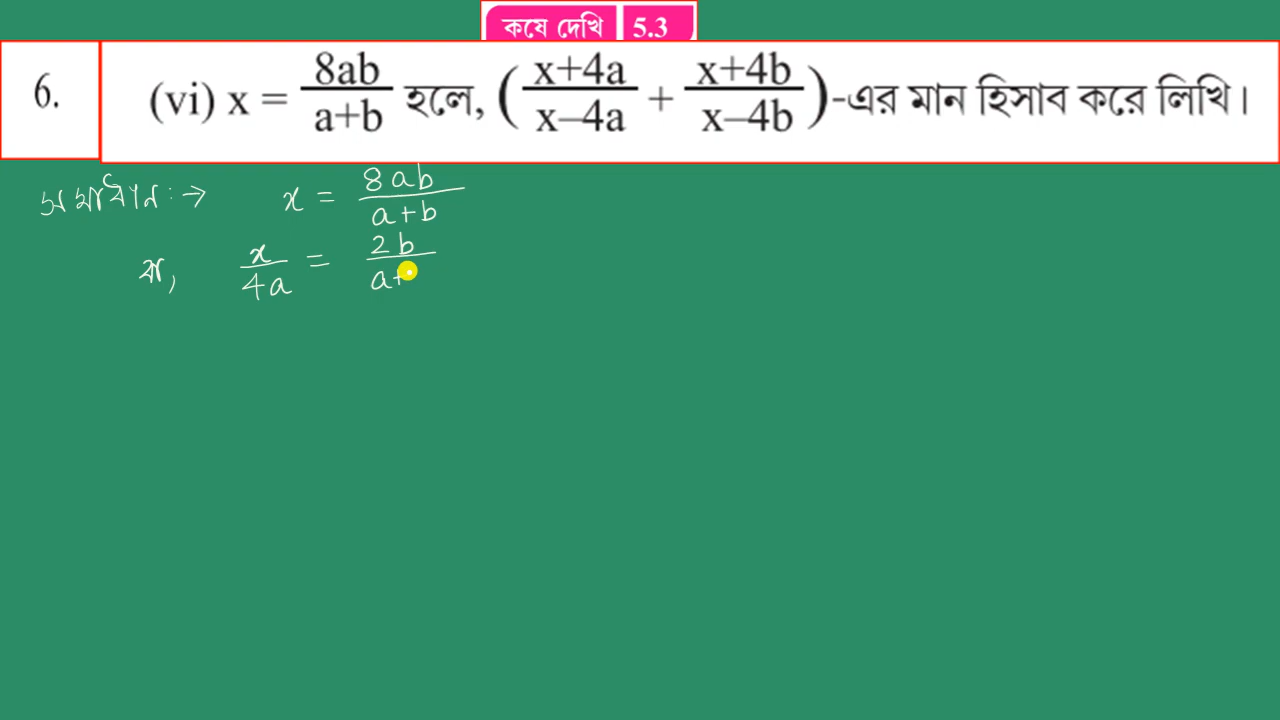 কষে দেখি 5.3
6. (vi) x = 8ab/a+b হলে, (x+4a/x–4a + x+4b/x–4b)-এর মান হিসাব করে লিখি।
সমাধান :→ x = 8ab/a+b
বা, x/4a = 2b/a+